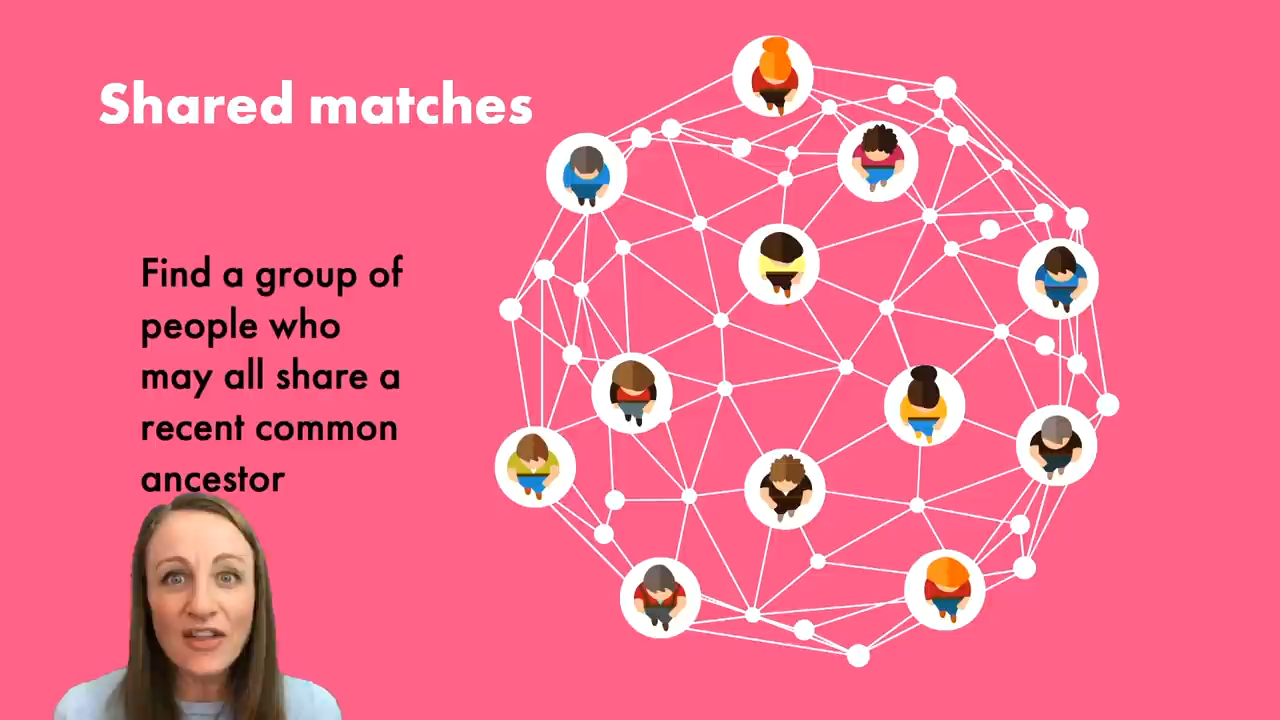 Shared matches
Find a group of
people who
may all share a
recent common
ancestor